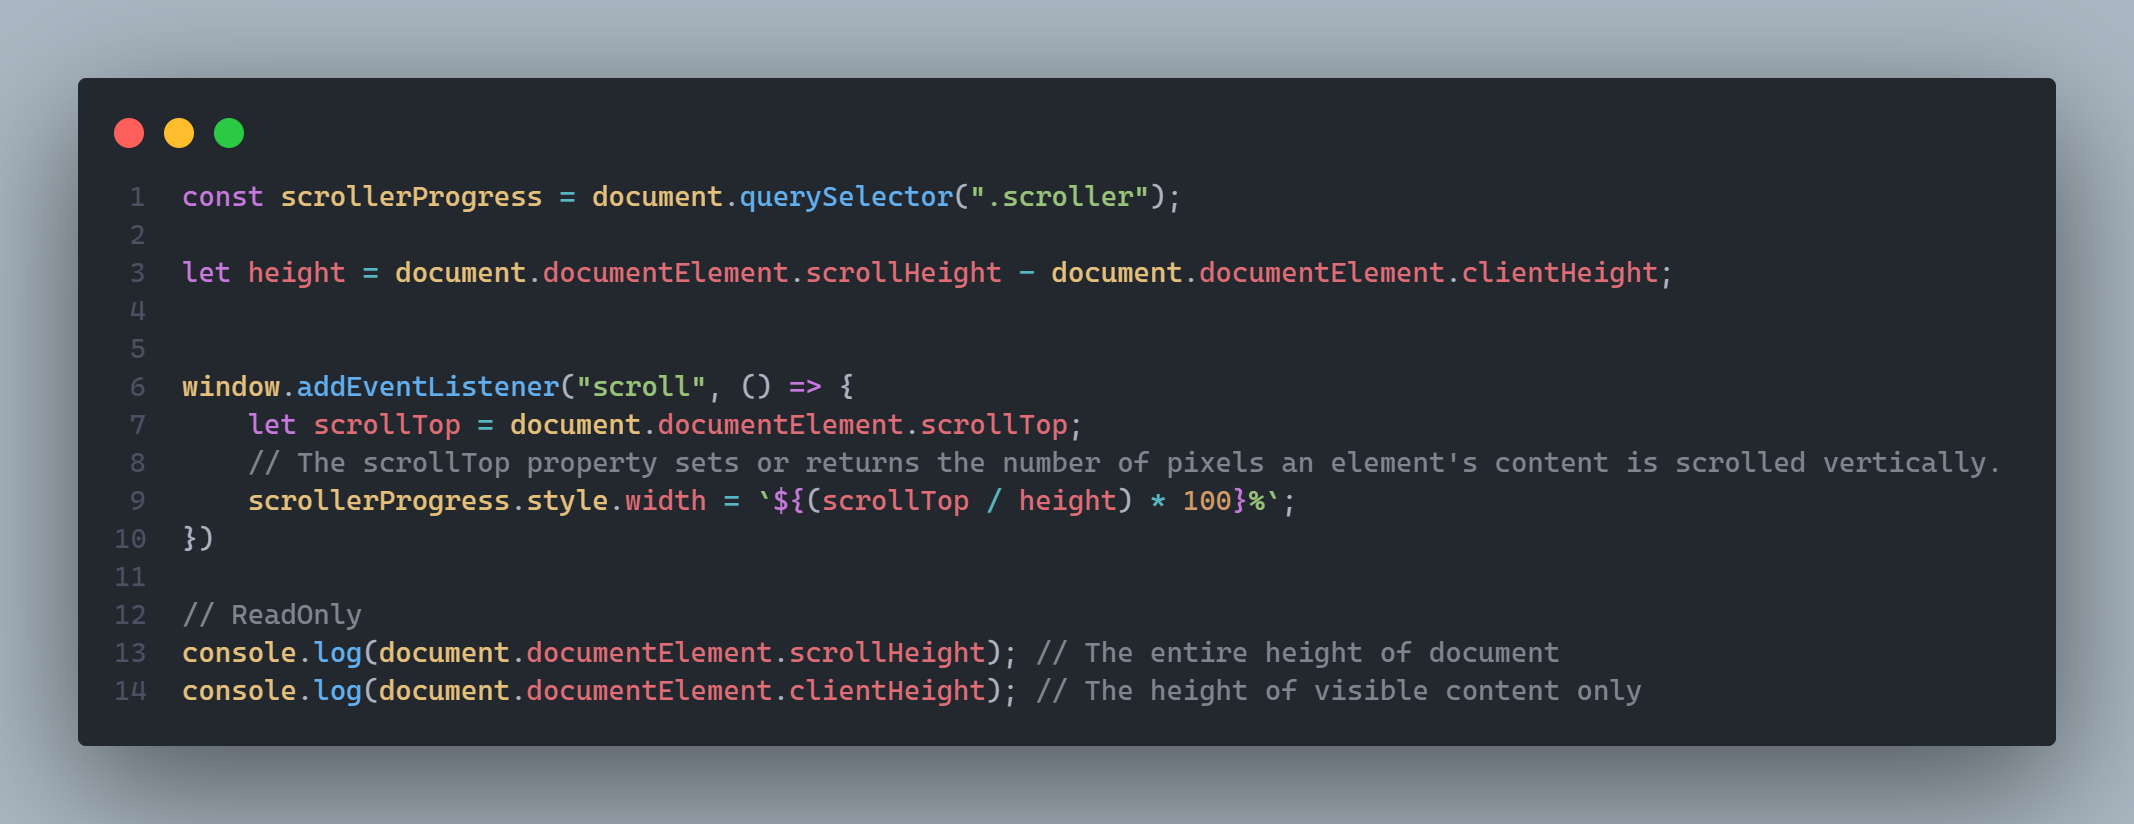 1 const scrollerProgress = document.querySelector(".scroller");
2
3 let height = document.documentElement.scrollHeight - document.documentElement.clientHeight;
4
5
6 window.addEventListener("scroll", () => {
7     let scrollTop = document.documentElement.scrollTop;
8     // The scrollTop property sets or returns the number of pixels an element's content is scrolled vertically.
9     scrollerProgress.style.width = `${(scrollTop / height) * 100}%`;
10 })
11
12 // ReadOnly
13 console.log(document.documentElement.scrollHeight); // The entire height of document
14 console.log(document.documentElement.clientHeight); // The height of visible content only